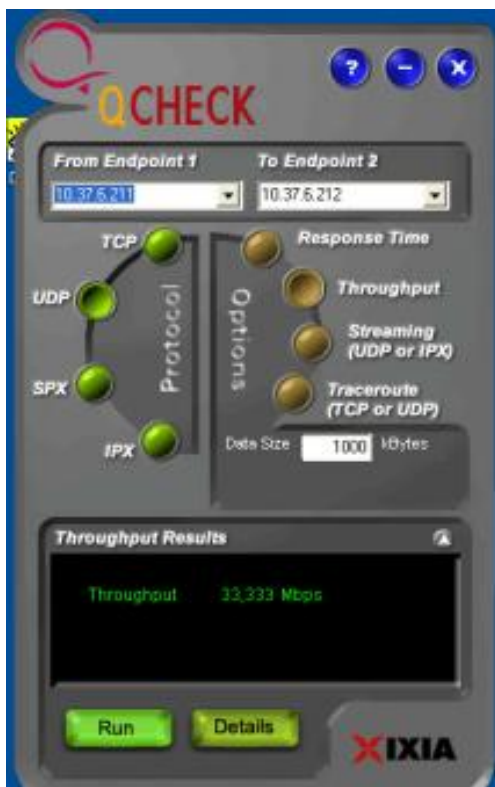 ?
QCHECK
From Endpoint 1 To Endpoint 2
10.37.6.211 10.37.6.212
TCP
UDP
SPX
IPX
Protocol
Options
Response Time
Throughput
Streaming
(UDP or IPX)
Traceroute
(TCP or UDP)
Data Size 1000 kBytes
Throughput Results
Throughput 33,333 Mbps
Run Details
XIXIA